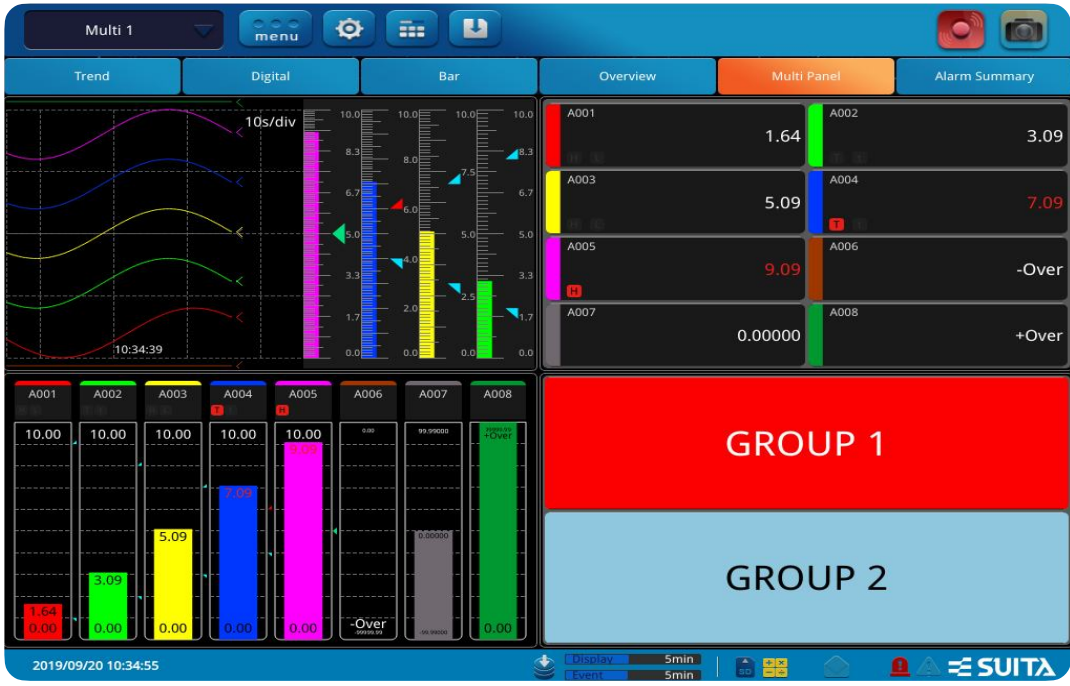 Multi 1
menu
Trend Digital Bar Overview Multi Panel Alarm Summary
10s/div
10.0 10.0 10.0 10.0
8.3 8.0 7.5 8.3
6.7 6.0 6.7
5.0 5.0 5.0
3.3 4.0 2.5 3.3
1.7 2.0 1.7
0.0 0.0 0.0 0.0
10:34:39
A001 1.64 A002 3.09
H L T L
A003 5.09 A004 7.09
H L T L
A005 9.09 A006 -Over
H
A007 0.00000 A008 +Over
A001 A002 A003 A004 A005 A006 A007 A008
H L T L H L T L H
10.00 10.00 10.00 10.00 10.00 0.00 99.99000 99999.99
+Over
9.09
7.09
5.09 0.00000
3.09
1.64 -Over
0.00 0.00 0.00 0.00 0.00 -99999.99 -99.99000 0.00
GROUP 1
GROUP 2
2019/09/20 10:34:55
Display 5min
Event 5min
SD
SUITA